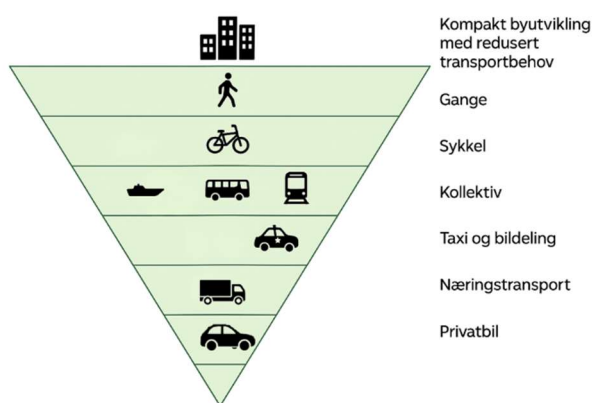 Kompakt byutvikling
med redusert
transportbehov
Gange
Sykkel
Kollektiv
Taxi og bildeling
Næringstransport
Privatbil